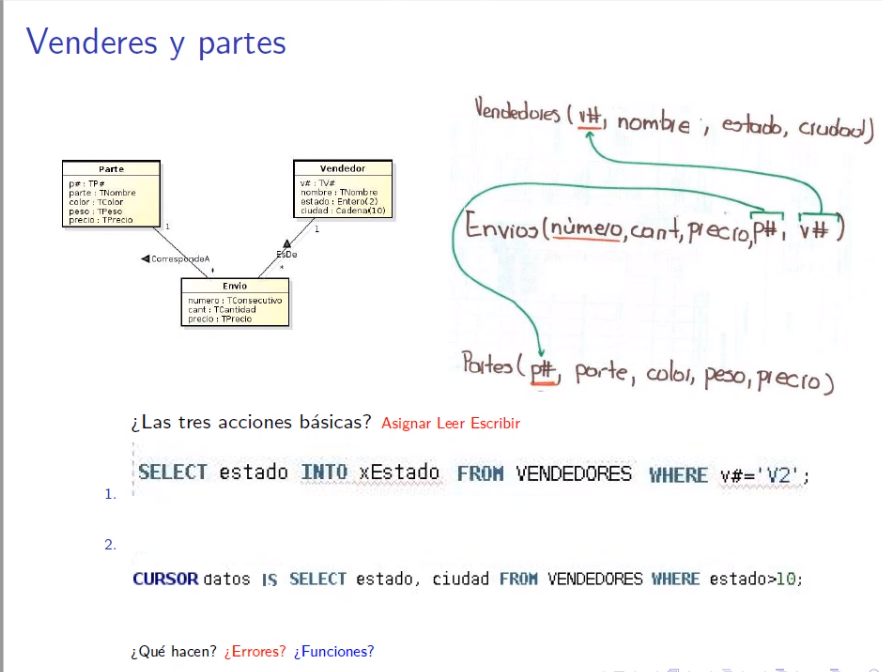 Venderes y partes
Parte
p# : TP#
parte : TNombre
color : TColor
peso : TPeso
precio : TPrecio
Vendedor
v# : TV#
nombre : TNombre
estado : Entero(2)
ciudad : Cadena(10)
1
1
CorrespondeA
EsDe
*
*
Envio
numero : TConsecutivo
cant : TCantidad
precio : TPrecio
Vendedores (v#, nombre, estado, ciudad)
Envios (número, cant, precio, p#, v#)
Partes (p#, parte, color, peso, precio)
¿Las tres acciones básicas? Asignar Leer Escribir
1. SELECT estado INTO xEstado FROM VENDEDORES WHERE v#='V2';
2.
CURSOR datos IS SELECT estado, ciudad FROM VENDEDORES WHERE estado>10;
¿Qué hacen? ¿Errores? ¿Funciones?